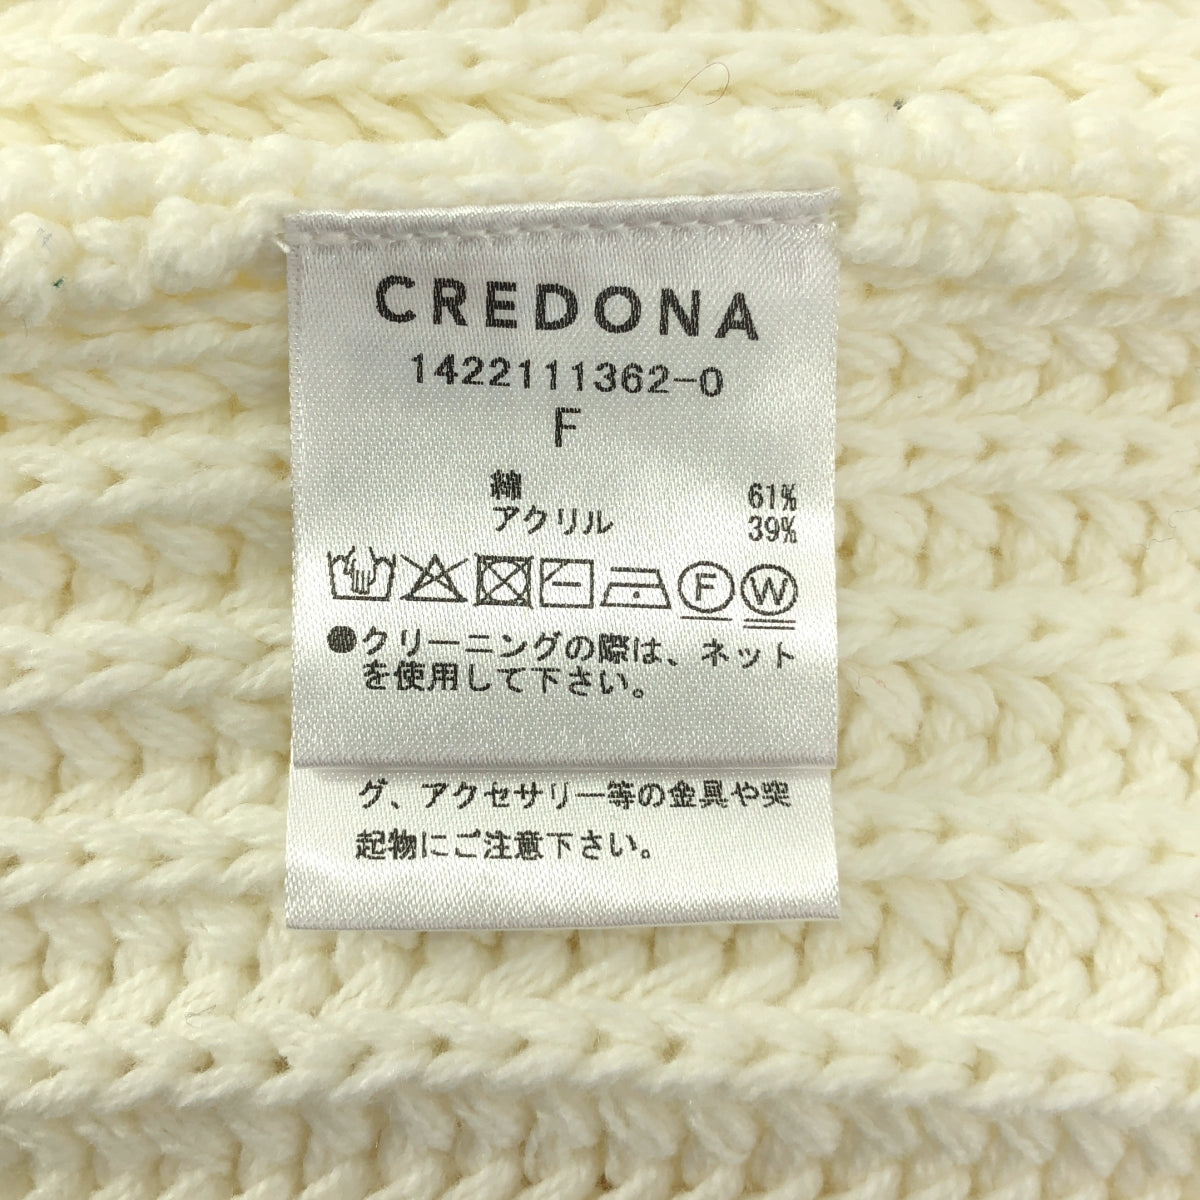 CREDONA
1422111362-0
F
綿 61%
アクリル 39%
F W
●クリーニングの際は、ネット
を使用して下さい。
グ、アクセサリー等の金具や突
起物にご注意下さい。